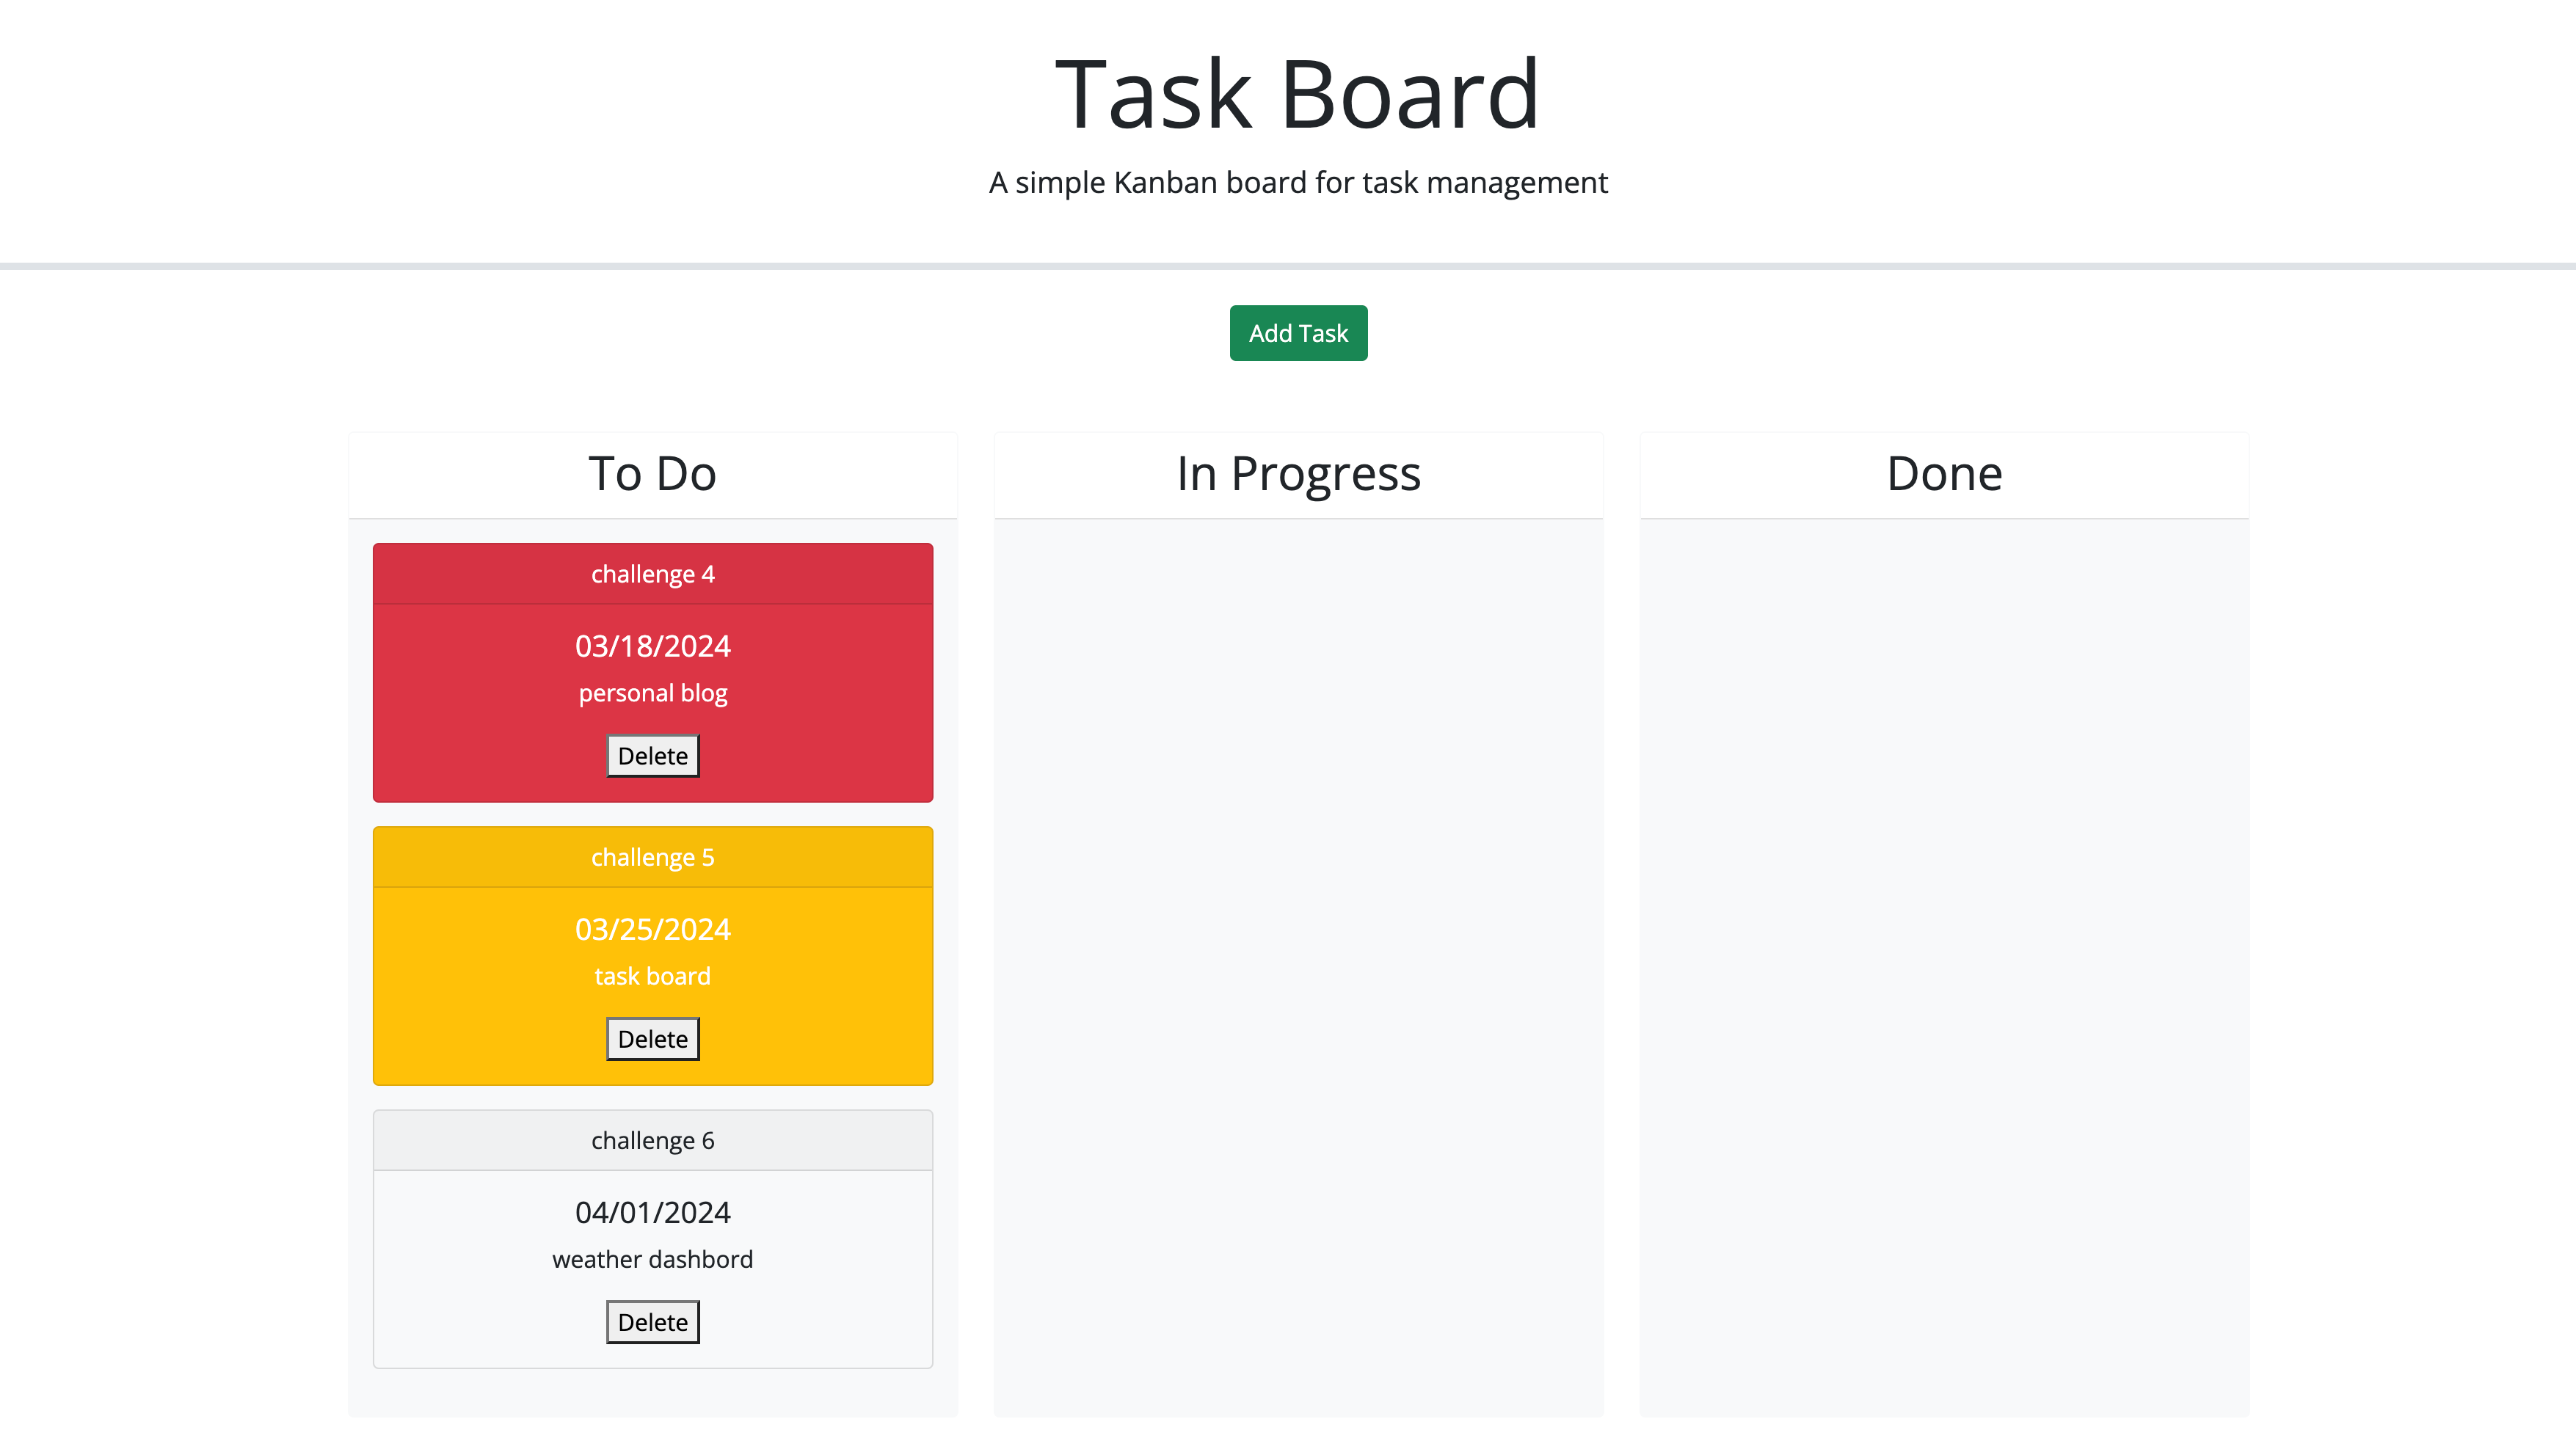 Task Board
A simple Kanban board for task management
Add Task
To Do
challenge 4
03/18/2024
personal blog
Delete
challenge 5
03/25/2024
task board
Delete
challenge 6
04/01/2024
weather dashbord
Delete
In Progress
Done